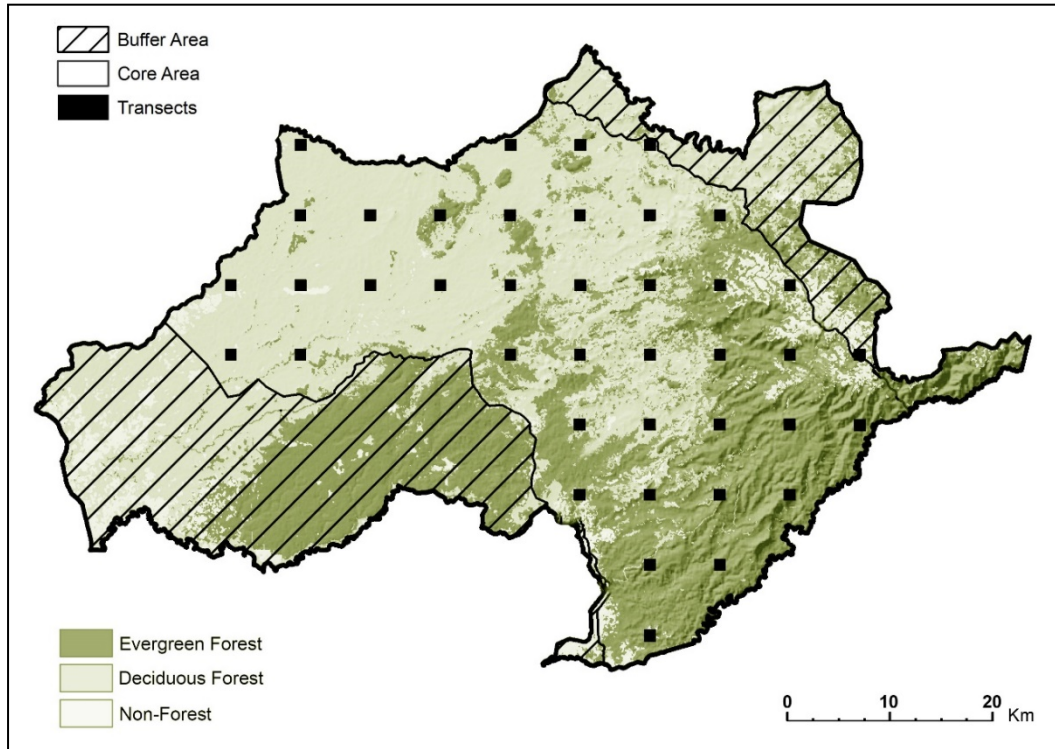 Buffer Area
Core Area
Transects
Evergreen Forest
Deciduous Forest
Non-Forest
0 10 20
Km